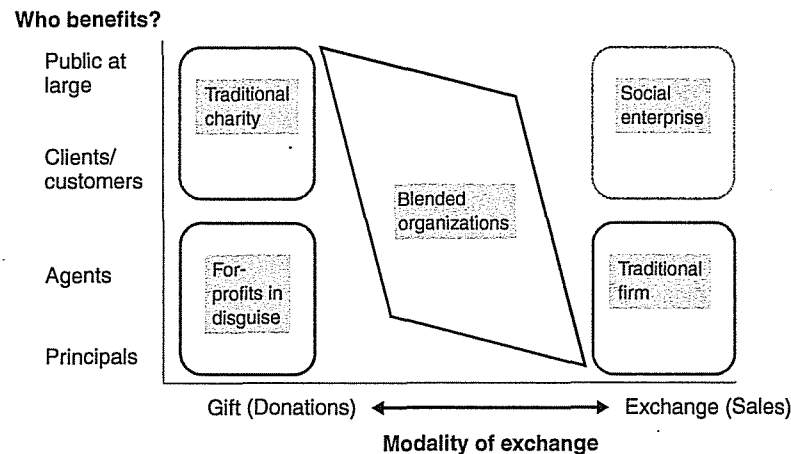 Who benefits?
Public at
large
Clients/
customers
Agents
Principals
Traditional
charity
For-
profits in
disguise
Blended
organizations
Social
enterprise
Traditional
firm
Gift (Donations)
Exchange (Sales)
Modality of exchange